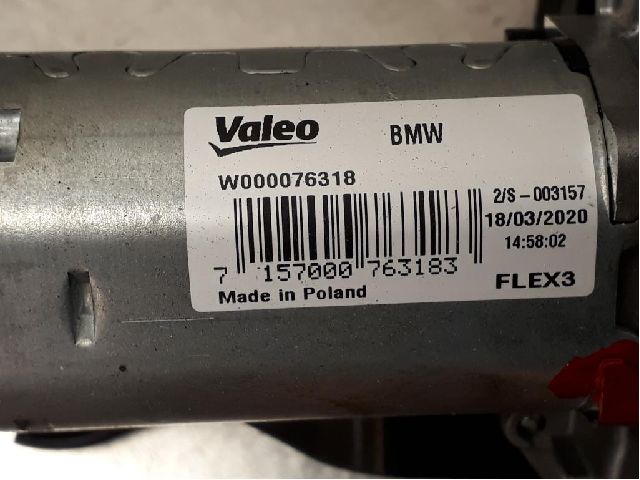 Valeo BMW
W000076318
2/S-003157
18/03/2020
14:58:02
7 157000 763183
Made in Poland
FLEX3